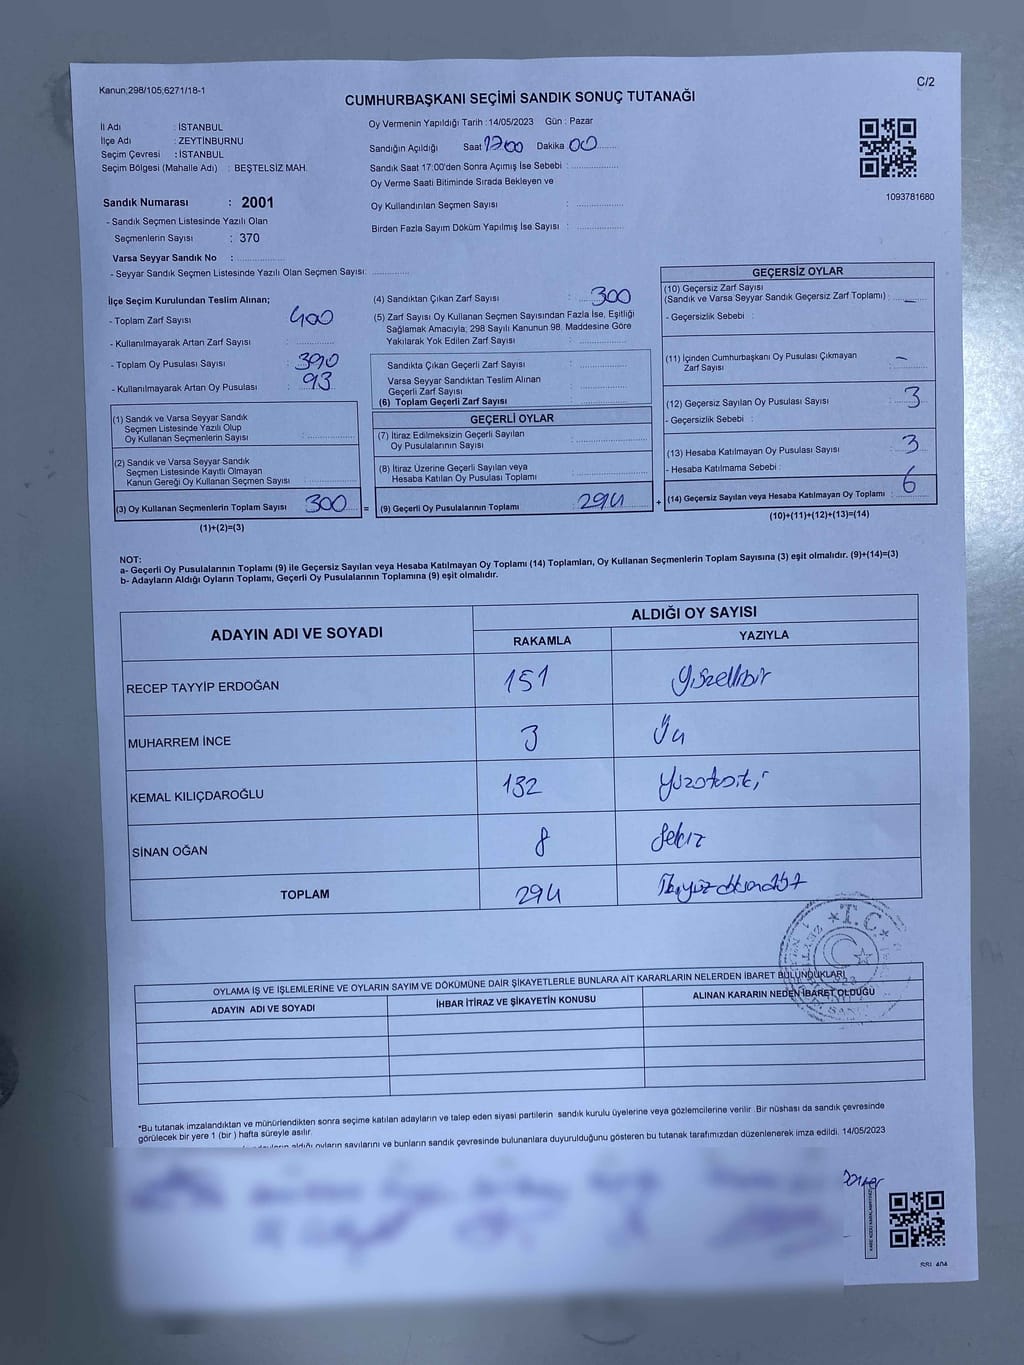 Kanun;298/105;6271/18-1
C/2
CUMHURBAŞKANI SEÇİMİ SANDIK SONUÇ TUTANAĞI
İl Adı : İSTANBUL
İlçe Adı : ZEYTİNBURNU
Seçim Çevresi : İSTANBUL
Seçim Bölgesi (Mahalle Adı) : BEŞTELSİZ MAH.
Oy Vermenin Yapıldığı Tarih : 14/05/2023 Gün : Pazar
Sandığın Açıldığı Saat 1700 Dakika 00
Sandık Saat 17:00'den Sonra Açımış İse Sebebi :
Oy Verme Saati Bitiminde Sırada Bekleyen ve
Oy Kullandırılan Seçmen Sayısı :
Birden Fazla Sayım Döküm Yapılmış İse Sayısı :
1093781680
Sandık Numarası : 2001
- Sandık Seçmen Listesinde Yazılı Olan
Seçmenlerin Sayısı : 370
Varsa Seyyar Sandık No :
- Seyyar Sandık Seçmen Listesinde Yazılı Olan Seçmen Sayısı:
İlçe Seçim Kurulundan Teslim Alınan;
- Toplam Zarf Sayısı : 400
- Kullanılmayarak Artan Zarf Sayısı :
- Toplam Oy Pusulası Sayısı : 390
- Kullanılmayarak Artan Oy Pusulası : 93
(1) Sandık ve Varsa Seyyar Sandık
Seçmen Listesinde Yazılı Olup
Oy Kullanan Seçmenlerin Sayısı :
(2) Sandık ve Varsa Seyyar Sandık
Seçmen Listesinde Kayıtlı Olmayan
Kanun Gereği Oy Kullanan Seçmen Sayısı :
(3) Oy Kullanan Seçmenlerin Toplam Sayısı 300 =
(1)+(2)=(3)
(4) Sandıktan Çıkan Zarf Sayısı : 300
(5) Zarf Sayısı Oy Kullanan Seçmen Sayısından Fazla İse, Eşitliği
Sağlamak Amacıyla; 298 Sayılı Kanunun 98. Maddesine Göre
Yakılarak Yok Edilen Zarf Sayısı :
Sandıkta Çıkan Geçerli Zarf Sayısı :
Varsa Seyyar Sandıktan Teslim Alınan
Geçerli Zarf Sayısı :
(6) Toplam Geçerli Zarf Sayısı :
GEÇERLİ OYLAR
(7) İtiraz Edilmeksizin Geçerli Sayılan
Oy Pusulalarının Sayısı :
(8) İtiraz Üzerine Geçerli Sayılan veya
Hesaba Katılan Oy Pusulası Toplamı :
(9) Geçerli Oy Pusulalarının Toplamı : 294 +
GEÇERSİZ OYLAR
(10) Geçersiz Zarf Sayısı
(Sandık ve Varsa Seyyar Sandık Geçersiz Zarf Toplamı) : –
- Geçersizlik Sebebi :
(11) İçinden Cumhurbaşkanı Oy Pusulası Çıkmayan
Zarf Sayısı : –
(12) Geçersiz Sayılan Oy Pusulası Sayısı : 3
- Geçersizlik Sebebi :
(13) Hesaba Katılmayan Oy Pusulası Sayısı : 3
- Hesaba Katılmama Sebebi :
(14) Geçersiz Sayılan veya Hesaba Katılmayan Oy Toplamı : 6
(10)+(11)+(12)+(13)=(14)
NOT:
a- Geçerli Oy Pusulalarının Toplamı (9) ile Geçersiz Sayılan veya Hesaba Katılmayan Oy Toplamı (14) Toplamları, Oy Kullanan Seçmenlerin Toplam Sayısına (3) eşit olmalıdır. (9)+(14)=(3)
b- Adayların Aldığı Oyların Toplamı, Geçerli Oy Pusulalarının Toplamına (9) eşit olmalıdır.
ADAYIN ADI VE SOYADI
ALDIĞI OY SAYISI
RAKAMLA YAZIYLA
RECEP TAYYİP ERDOĞAN 151 yüzellibir
MUHARREM İNCE 3 Üç
KEMAL KILIÇDAROĞLU 132 yüzotuziki
SİNAN OĞAN 8 Sekiz
TOPLAM 294
T.C.
OYLAMA İŞ VE İŞLEMLERİNE VE OYLARIN SAYIM VE DÖKÜMÜNE DAİR ŞİKAYETLERLE BUNLARA AİT KARARLARIN NELERDEN İBARET BULUNDUKLARI
ADAYIN ADI VE SOYADI İHBAR İTİRAZ VE ŞİKAYETİN KONUSU ALINAN KARARIN NEDEN İBARET OLDUĞU
*Bu tutanak imzalandıktan ve mühürlendikten sonra seçime katılan adayların ve talep eden siyasi partilerin sandık kurulu üyelerine veya gözlemcilerine verilir. Bir nüshası da sandık çevresinde
görülecek bir yere 1 (bir ) hafta süreyle asılır.
aldığı oyların sayılarını ve bunların sandık çevresinde bulunanlara duyurulduğunu gösteren bu tutanak tarafımızdan düzenlenerek imza edildi. 14/05/2023